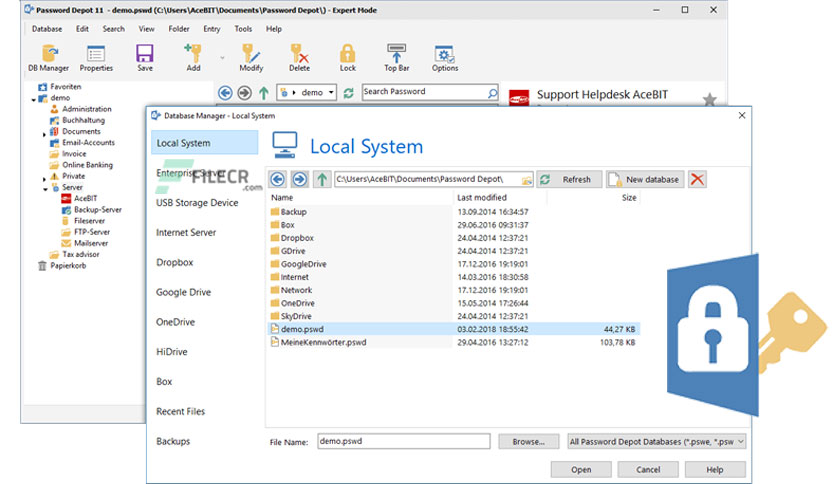 Password Depot 11 - demo.pswd (C:\Users\AceBIT\Documents\Password Depot\) - Expert Mode
Database Edit Search View Folder Entry Tools Help
DB Manager Properties Save Add Modify Delete Lock Top Bar Options
Favoriten
demo
Administration
Buchhaltung
Documents
Email-Accounts
Invoice
Online Banking
Private
Server
AceBIT
Backup-Server
Fileserver
FTP-Server
Mailserver
Tax advisor
Papierkorb
demo
Search Password
Support Helpdesk AceBIT
Database Manager - Local System
Local System
Enterprise Server
USB Storage Device
Internet Server
Dropbox
Google Drive
OneDrive
HiDrive
Box
Recent Files
Backups
FILECR
.com
Local System
C:\Users\AceBIT\Documents\Password Depot\ Refresh New database
Name Last modified Size
Backup 13.09.2014 16:34:57
Box 29.06.2016 09:31:37
Dropbox 24.04.2014 12:37:21
GDrive 24.04.2014 12:37:21
GoogleDrive 17.12.2016 19:19:01
Internet 14.03.2016 18:30:58
Network 17.12.2016 19:19:01
OneDrive 15.05.2014 17:26:44
SkyDrive 24.04.2014 12:37:21
demo.pswd 03.02.2018 18:55:42 44,27 KB
MeineKennwörter.pswd 29.04.2016 13:27:12 103,78 KB
File Name: demo.pswd Browse... All Password Depot Databases (*.pswe, *.psw
Open Cancel Help